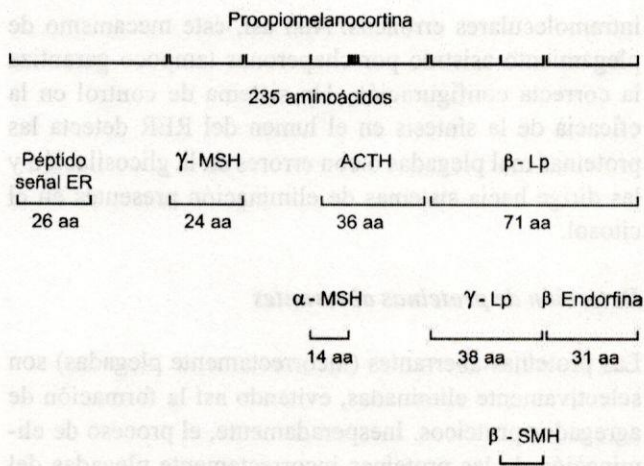 Proopiomelanocortina
235 aminoácidos
Péptido señal ER
γ- MSH
ACTH
β - Lp
26 aa
24 aa
36 aa
71 aa
α - MSH
γ - Lp
β Endorfina
14 aa
38 aa
31 aa
β - SMH